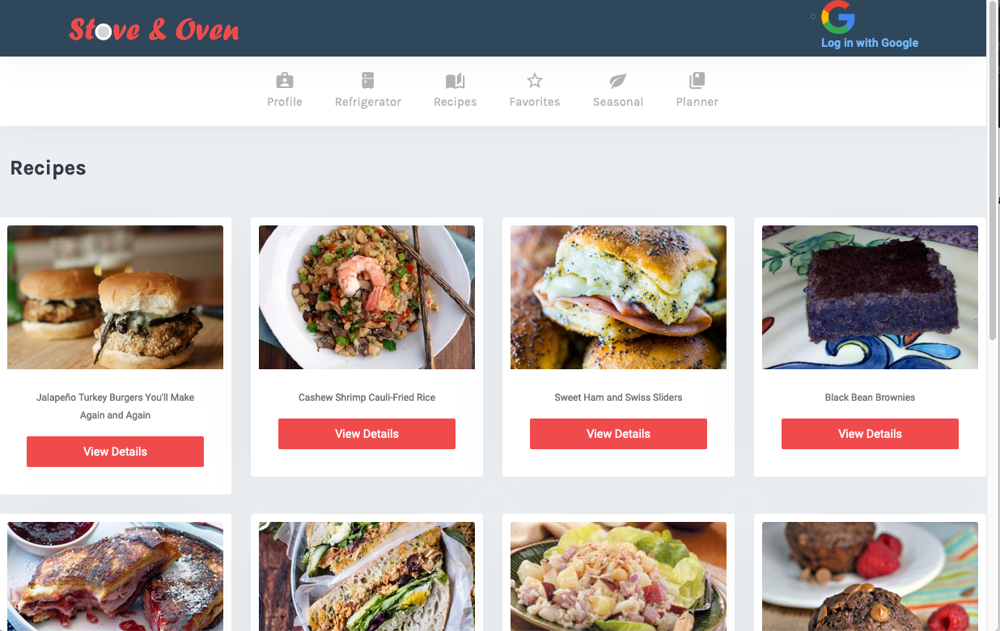 Stove & Oven
Log in with Google
Profile
Refrigerator
Recipes
Favorites
Seasonal
Planner
Recipes
Jalapeño Turkey Burgers You'll Make
Again and Again
View Details
Cashew Shrimp Cauli-Fried Rice
View Details
Sweet Ham and Swiss Sliders
View Details
Black Bean Brownies
View Details